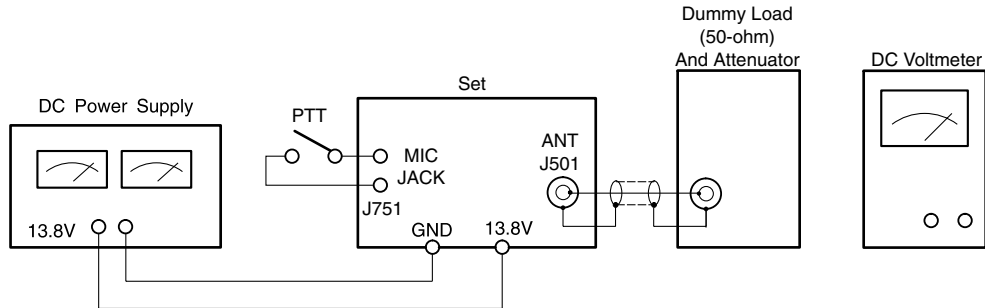 Dummy Load
(50-ohm)
And Attenuator
DC Voltmeter
Set
DC Power Supply
PTT
ANT
J501
MIC
JACK
J751
13.8V
GND
13.8V